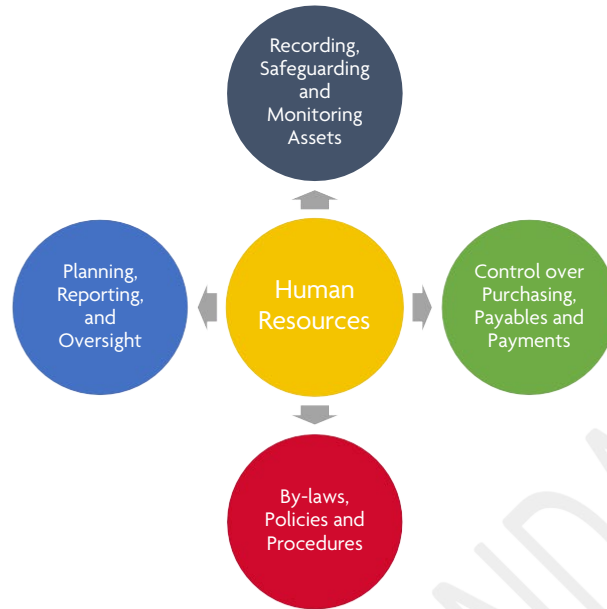 Recording,
Safeguarding
and
Monitoring
Assets
Planning,
Reporting,
and
Oversight
Human
Resources
Control over
Purchasing,
Payables and
Payments
By-laws,
Policies and
Procedures